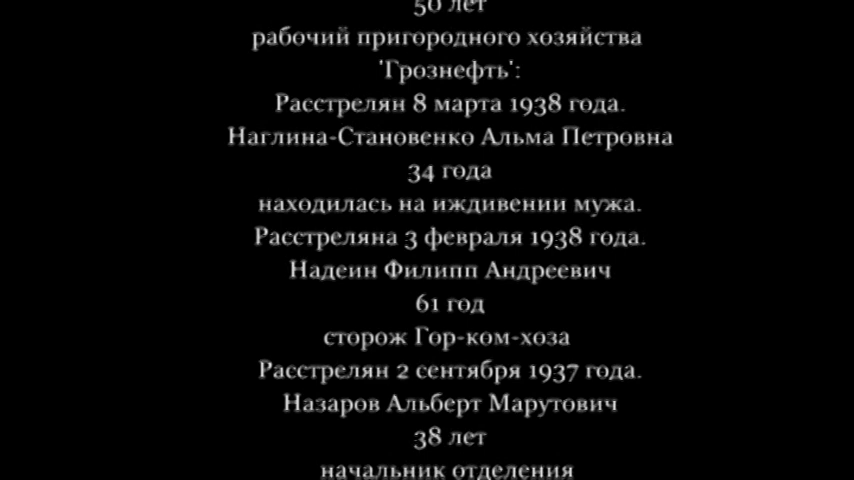 50 лет
рабочий пригородного хозяйства
'Грознефть':
Расстрелян 8 марта 1938 года.
Наглина-Становенко Альма Петровна
34 года
находилась на иждивении мужа.
Расстреляна 3 февраля 1938 года.
Надеин Филипп Андреевич
61 год
сторож Гор-ком-хоза
Расстрелян 2 сентября 1937 года.
Назаров Альберт Марутович
38 лет
начальник отделения